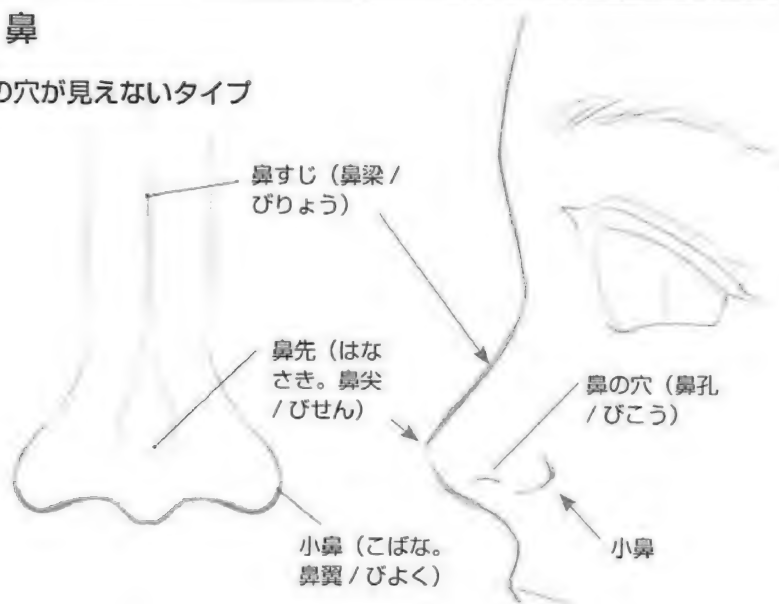 鼻
の穴が見えないタイプ
鼻すじ（鼻梁 /
びりょう）
鼻先（はな
さき。鼻尖
/ びせん）
鼻の穴（鼻孔
/ びこう）
小鼻（こばな。
鼻翼 / びよく）
小鼻